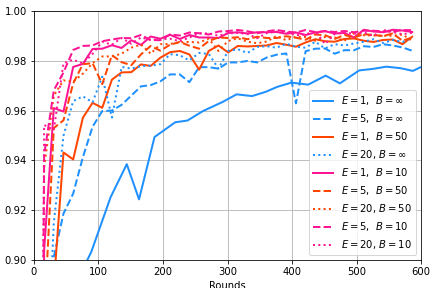 1.00
0.98
0.96
0.94
0.92
0.90
E = 1, B = ∞
E = 5, B = ∞
E = 1, B = 50
E = 20, B = ∞
E = 1, B = 10
E = 5, B = 50
E = 20, B = 50
E = 5, B = 10
E = 20, B = 10
0 100 200 300 400 500 600
Rounds